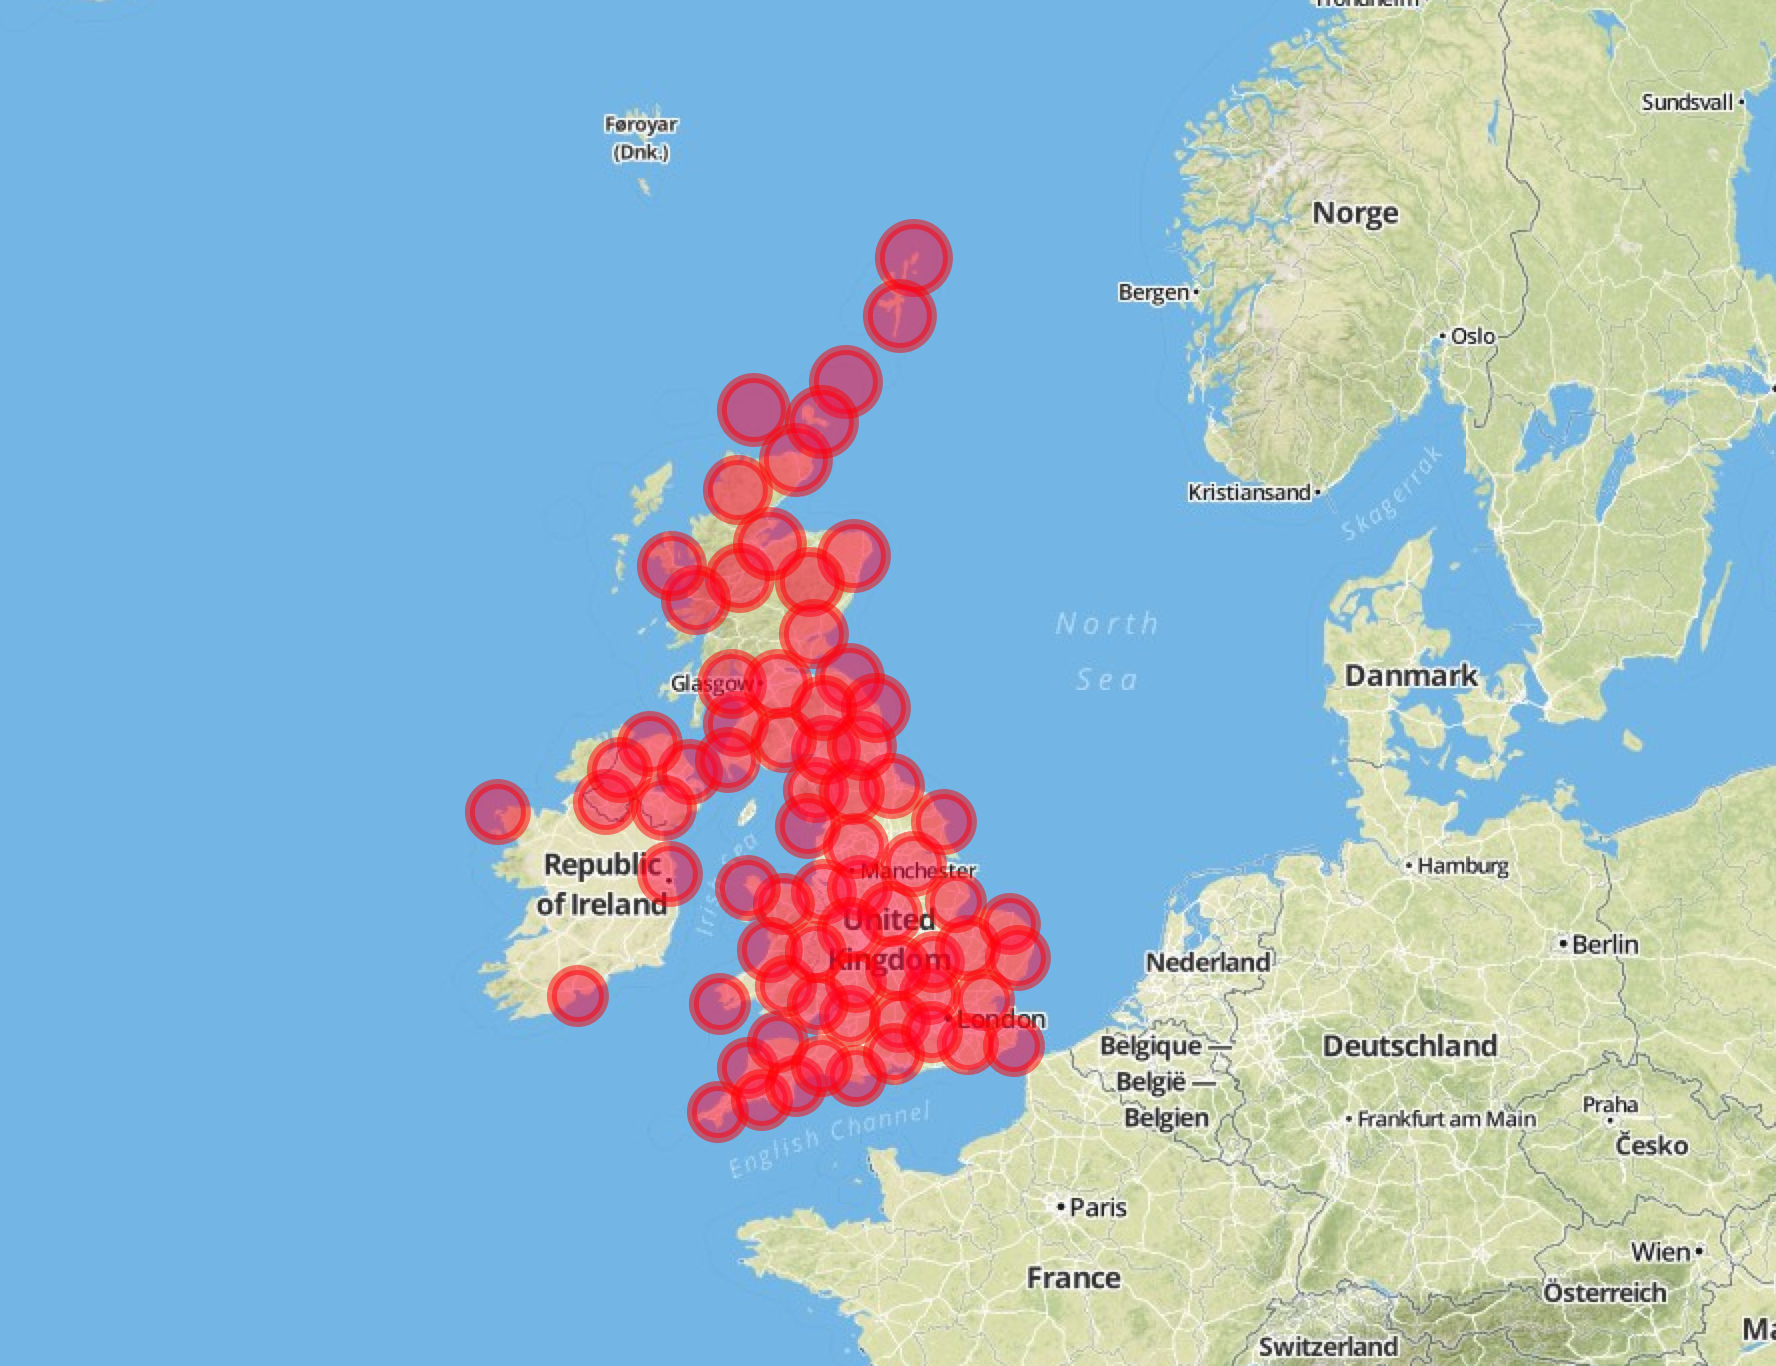 Trondheim
Sundsvall
Føroyar
(Dnk.)
Norge
Bergen
Oslo
Kristiansand
Skagerrak
North
Sea
Danmark
Glasgow
Republic
of Ireland
Irish Sea
Manchester
United
Kingdom
Hamburg
Berlin
Nederland
London
Belgique —
België —
Belgien
Deutschland
English Channel
Frankfurt am Main
Praha
Česko
Paris
Wien
France
Österreich
Switzerland